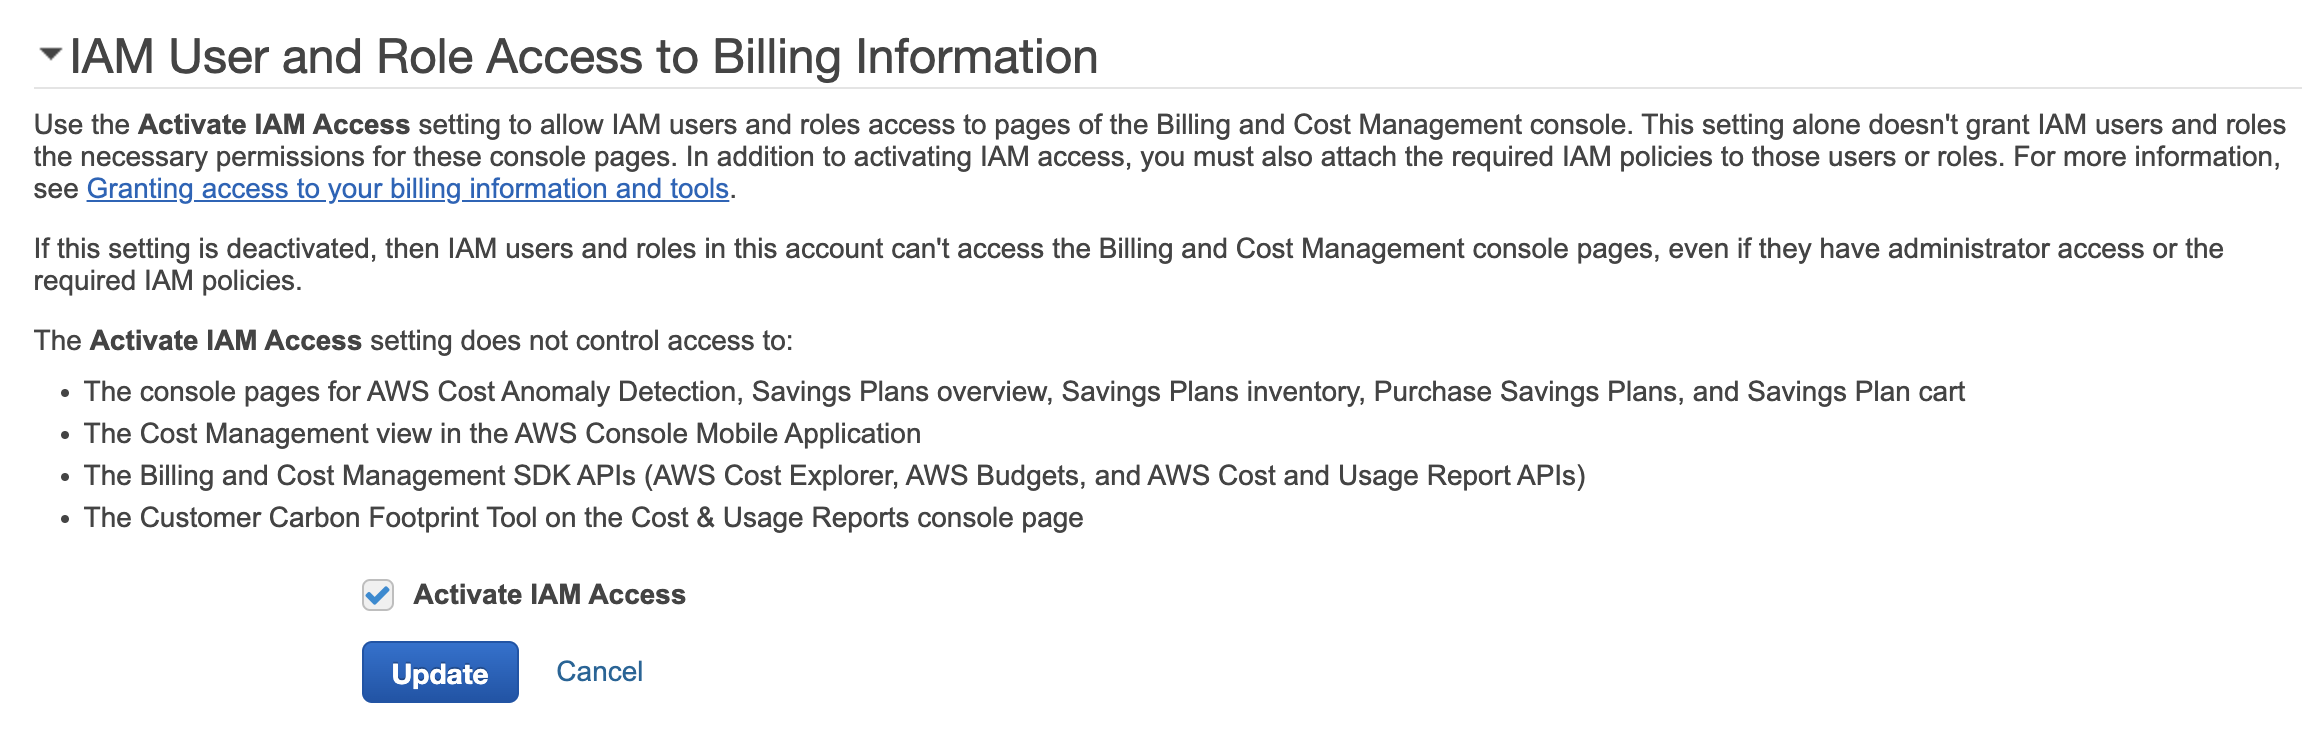 IAM User and Role Access to Billing Information
Use the Activate IAM Access setting to allow IAM users and roles access to pages of the Billing and Cost Management console. This setting alone doesn't grant IAM users and roles
the necessary permissions for these console pages. In addition to activating IAM access, you must also attach the required IAM policies to those users or roles. For more information,
see Granting access to your billing information and tools.
If this setting is deactivated, then IAM users and roles in this account can't access the Billing and Cost Management console pages, even if they have administrator access or the
required IAM policies.
The Activate IAM Access setting does not control access to:
• The console pages for AWS Cost Anomaly Detection, Savings Plans overview, Savings Plans inventory, Purchase Savings Plans, and Savings Plan cart
• The Cost Management view in the AWS Console Mobile Application
• The Billing and Cost Management SDK APIs (AWS Cost Explorer, AWS Budgets, and AWS Cost and Usage Report APIs)
• The Customer Carbon Footprint Tool on the Cost & Usage Reports console page
Activate IAM Access
Update Cancel